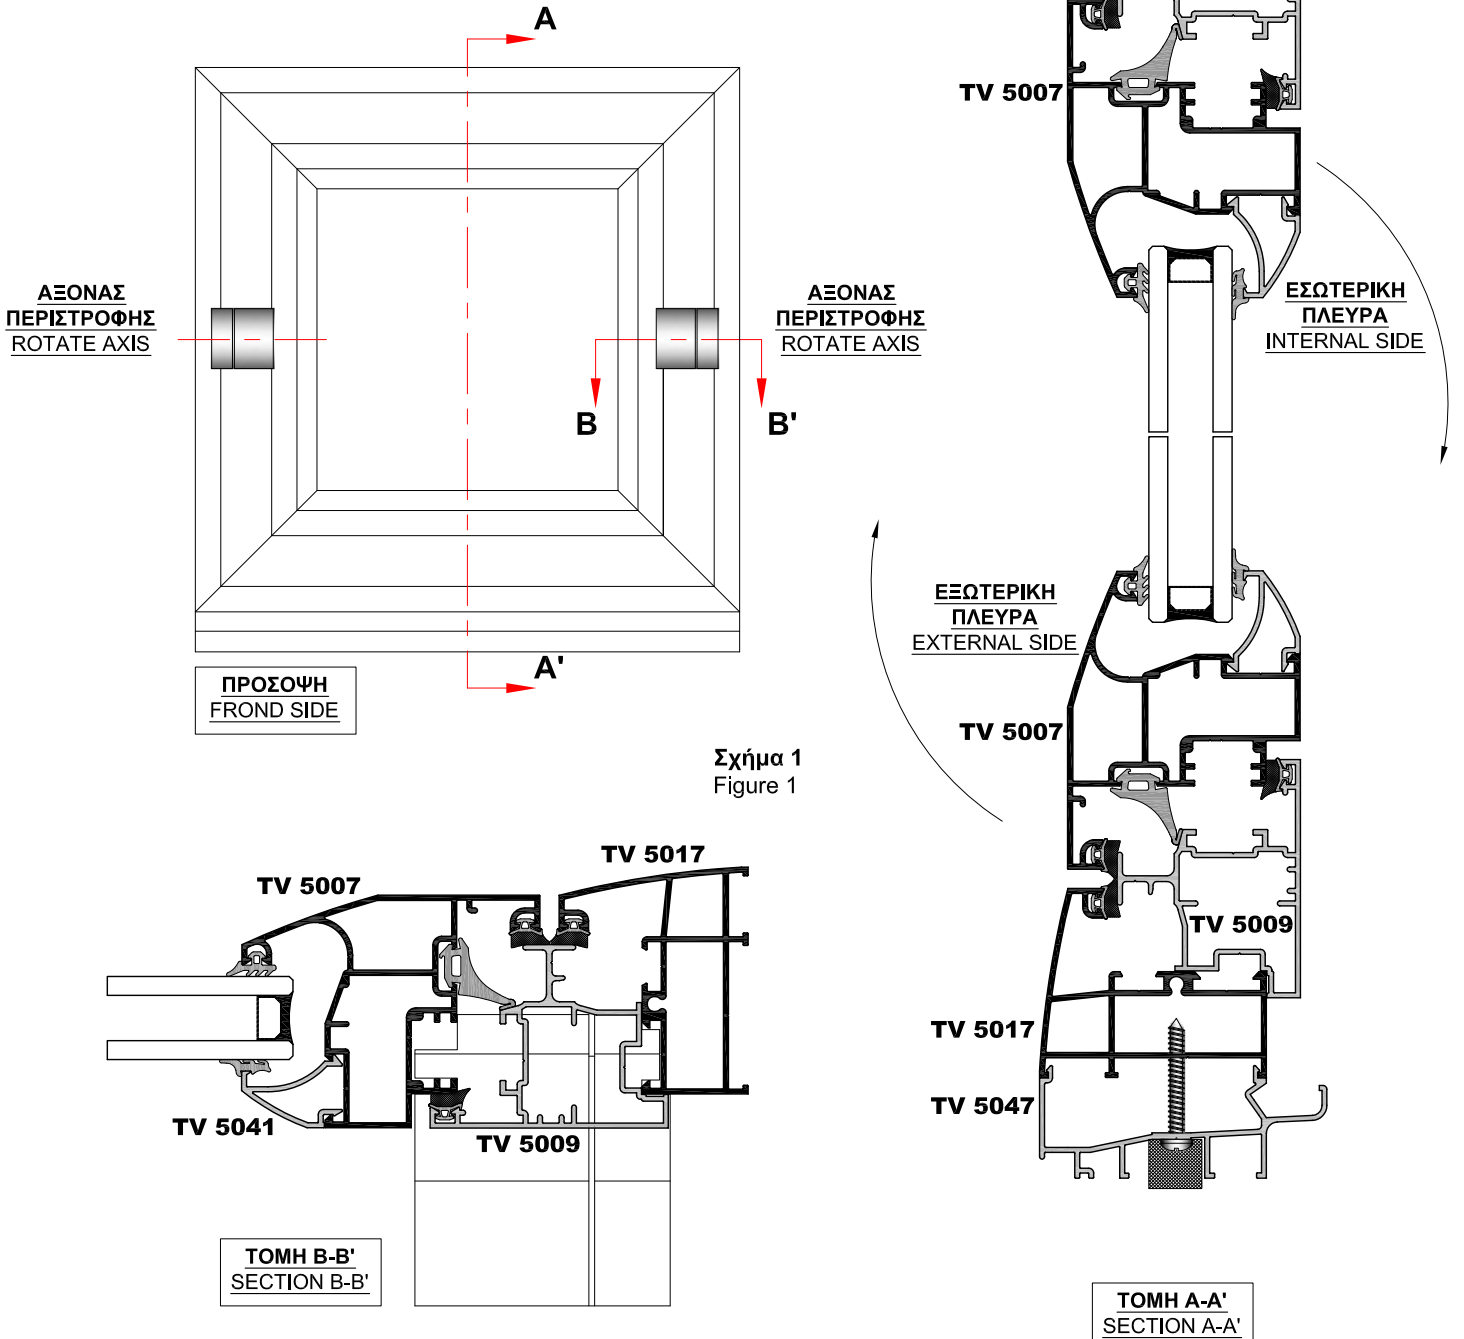 A
TV 5007
ΑΞΟΝΑΣ
ΠΕΡΙΣΤΡΟΦΗΣ
ROTATE AXIS
ΑΞΟΝΑΣ
ΠΕΡΙΣΤΡΟΦΗΣ
ROTATE AXIS
ΕΣΩΤΕΡΙΚΗ
ΠΛΕΥΡΑ
INTERNAL SIDE
B
B'
ΕΞΩΤΕΡΙΚΗ
ΠΛΕΥΡΑ
EXTERNAL SIDE
A'
ΠΡΟΣΟΨΗ
FROND SIDE
TV 5007
Σχήμα 1
Figure 1
TV 5017
TV 5007
TV 5009
TV 5017
TV 5047
TV 5041
TV 5009
ΤΟΜΗ Β-Β'
SECTION B-B'
ΤΟΜΗ Α-Α'
SECTION A-A'